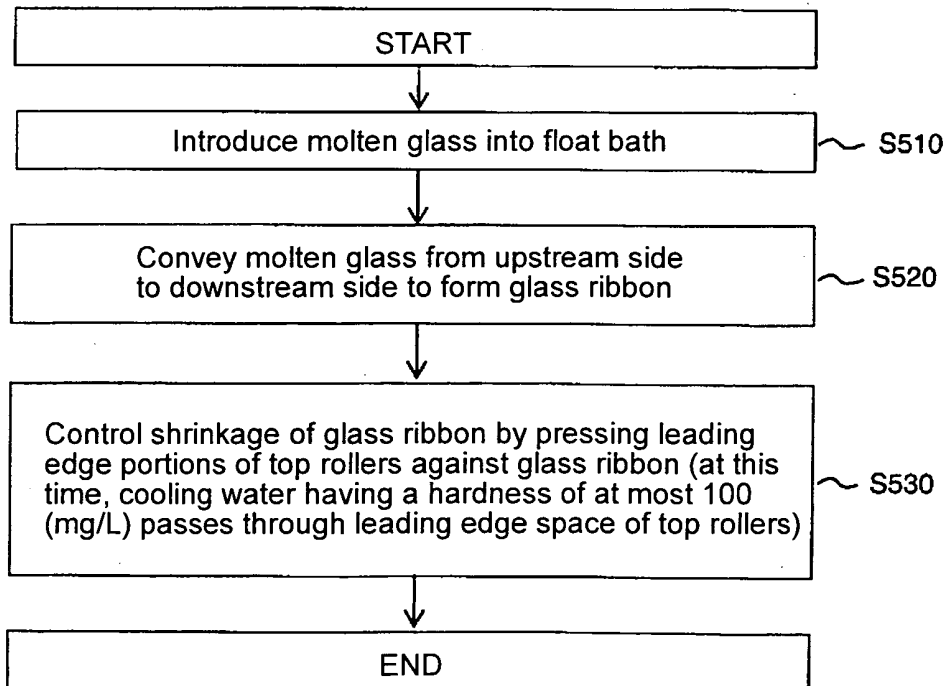 START
Introduce molten glass into float bath
S510
Convey molten glass from upstream side
to downstream side to form glass ribbon
S520
Control shrinkage of glass ribbon by pressing leading
edge portions of top rollers against glass ribbon (at this
time, cooling water having a hardness of at most 100
(mg/L) passes through leading edge space of top rollers)
S530
END